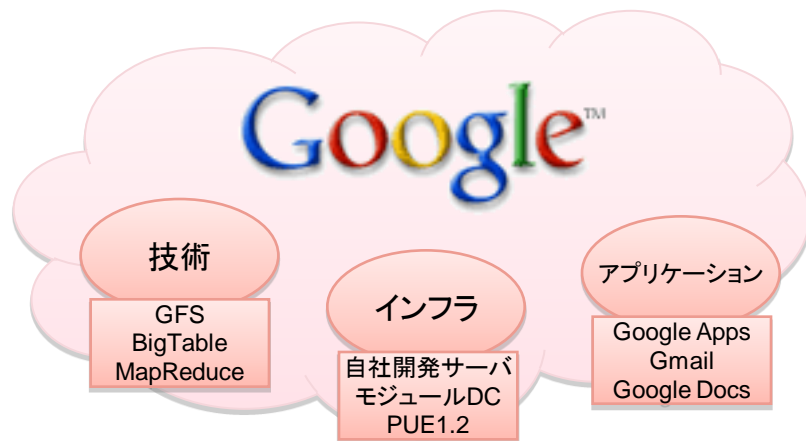 Google™
技術
GFS
BigTable
MapReduce
インフラ
自社開発サーバ
モジュールDC
PUE1.2
アプリケーション
Google Apps
Gmail
Google Docs